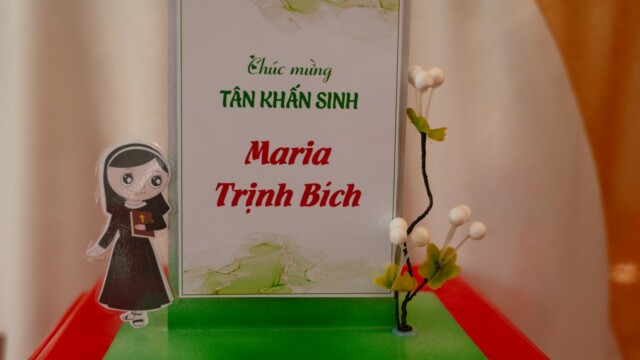 Chúc mừng
TÂN KHẤN SINH
Maria
Trịnh Bích